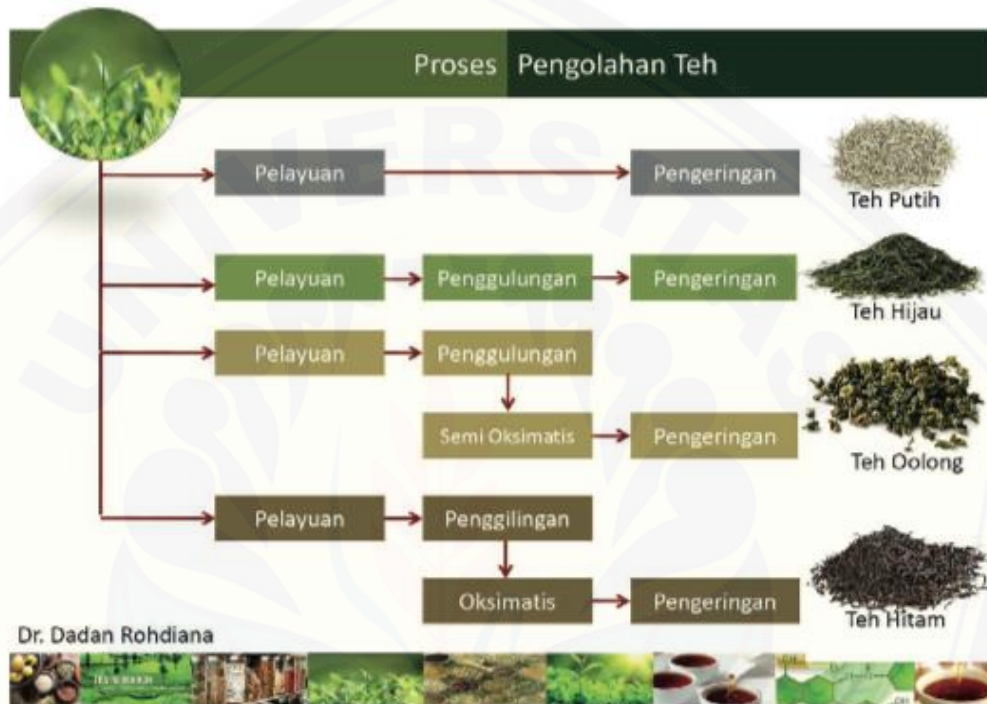 Proses Pengolahan Teh
Pelayuan Pengeringan
Teh Putih
Pelayuan Penggulungan Pengeringan
Teh Hijau
Pelayuan Penggulungan
Semi Oksimatis Pengeringan
Teh Oolong
Pelayuan Penggilingan
Oksimatis Pengeringan
Teh Hitam
Dr. Dadan Rohdiana
UNIVERSITAS